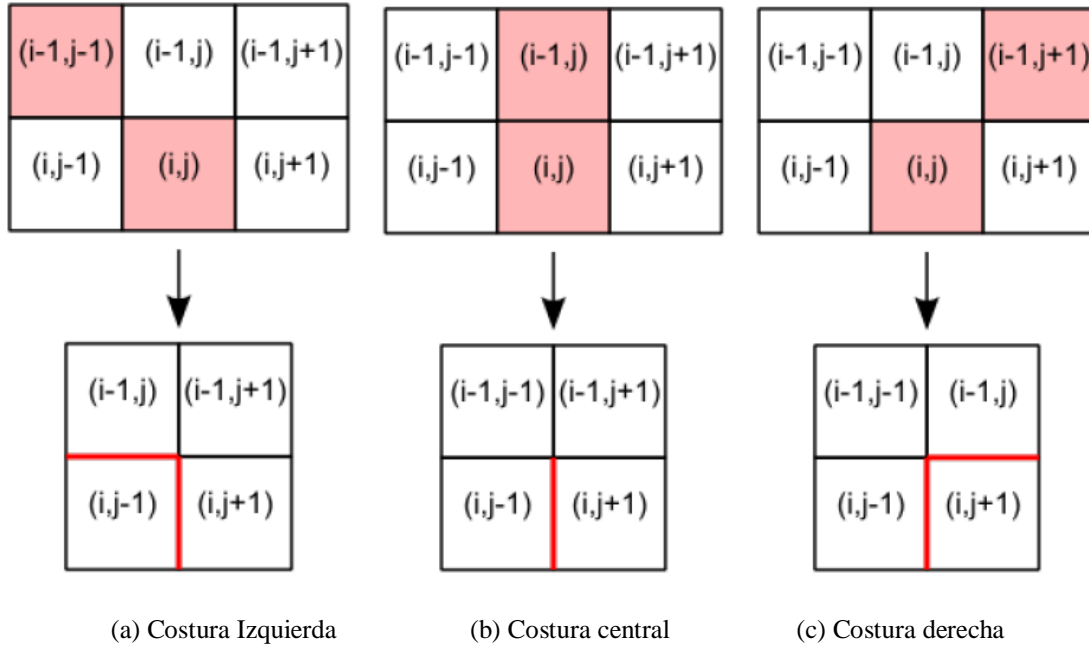 (i-1,j-1) (i-1,j) (i-1,j+1)
(i,j-1) (i,j) (i,j+1)
(i-1,j) (i-1,j+1)
(i,j-1) (i,j+1)
(a) Costura Izquierda
(i-1,j-1) (i-1,j) (i-1,j+1)
(i,j-1) (i,j) (i,j+1)
(i-1,j-1) (i-1,j+1)
(i,j-1) (i,j+1)
(b) Costura central
(i-1,j-1) (i-1,j) (i-1,j+1)
(i,j-1) (i,j) (i,j+1)
(i-1,j-1) (i-1,j)
(i,j-1) (i,j+1)
(c) Costura derecha